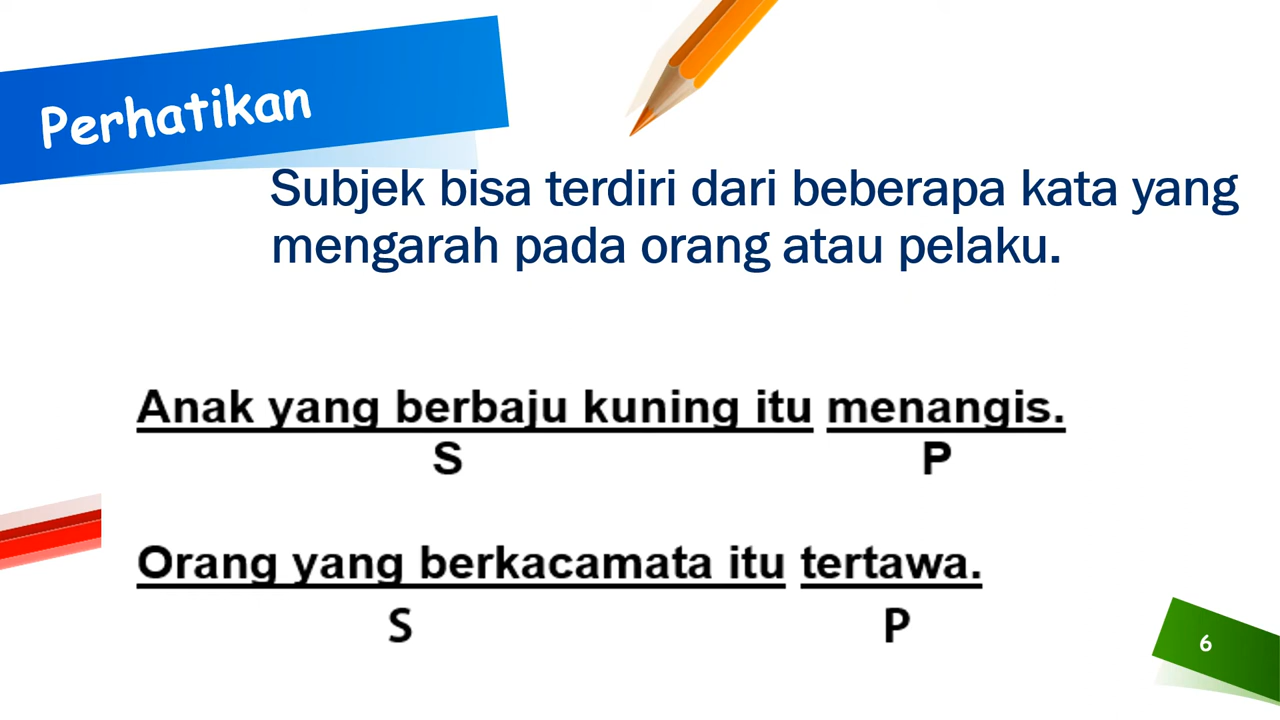 Perhatikan
Subjek bisa terdiri dari beberapa kata yang
mengarah pada orang atau pelaku.
Anak yang berbaju kuning itu menangis.
S P
Orang yang berkacamata itu tertawa.
S P
6